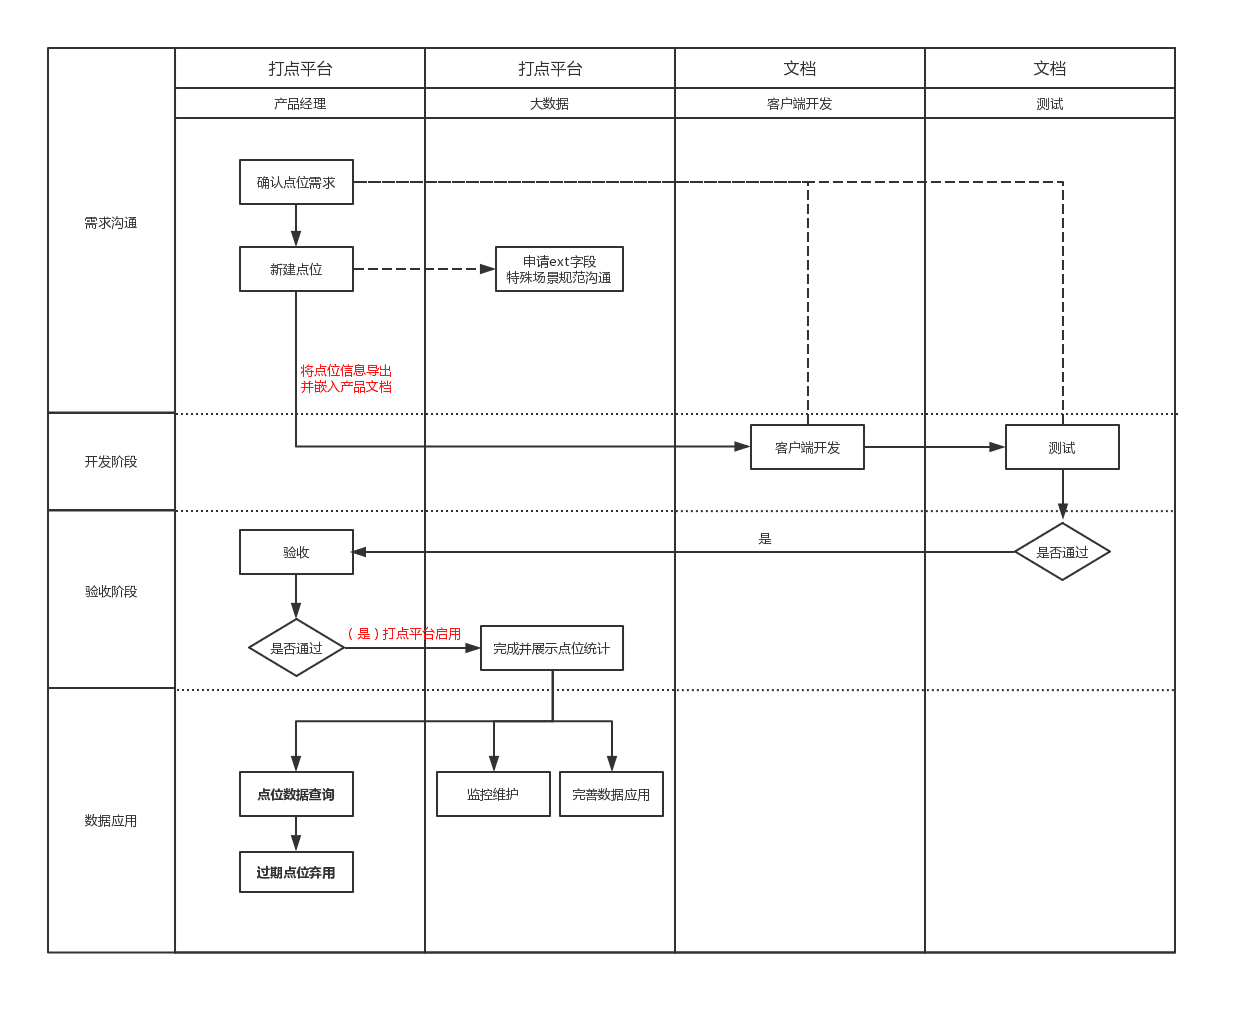 打点平台
打点平台
文档
文档
产品经理
大数据
客户端开发
测试
需求沟通
确认点位需求
新建点位
申请ext字段
特殊场景规范沟通
将点位信息导出
并嵌入产品文档
开发阶段
客户端开发
测试
验收阶段
验收
是
是否通过
是否通过
(是)打点平台启用
完成并展示点位统计
数据应用
点位数据查询
监控维护
完善数据应用
过期点位弃用